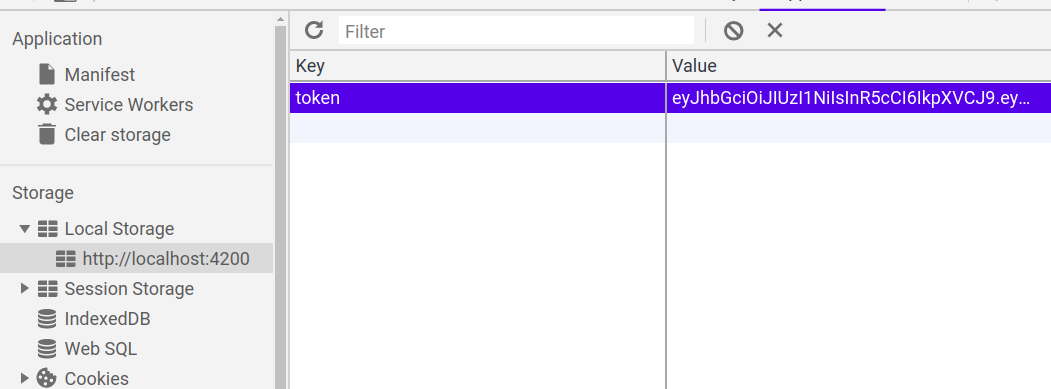 Application
Manifest
Service Workers
Clear storage
Storage
Local Storage
http://localhost:4200
Session Storage
IndexedDB
Web SQL
Cookies
Filter
Key Value
token eyJhbGciOiJIUzI1NiIsInR5cCI6IkpXVCJ9.ey…